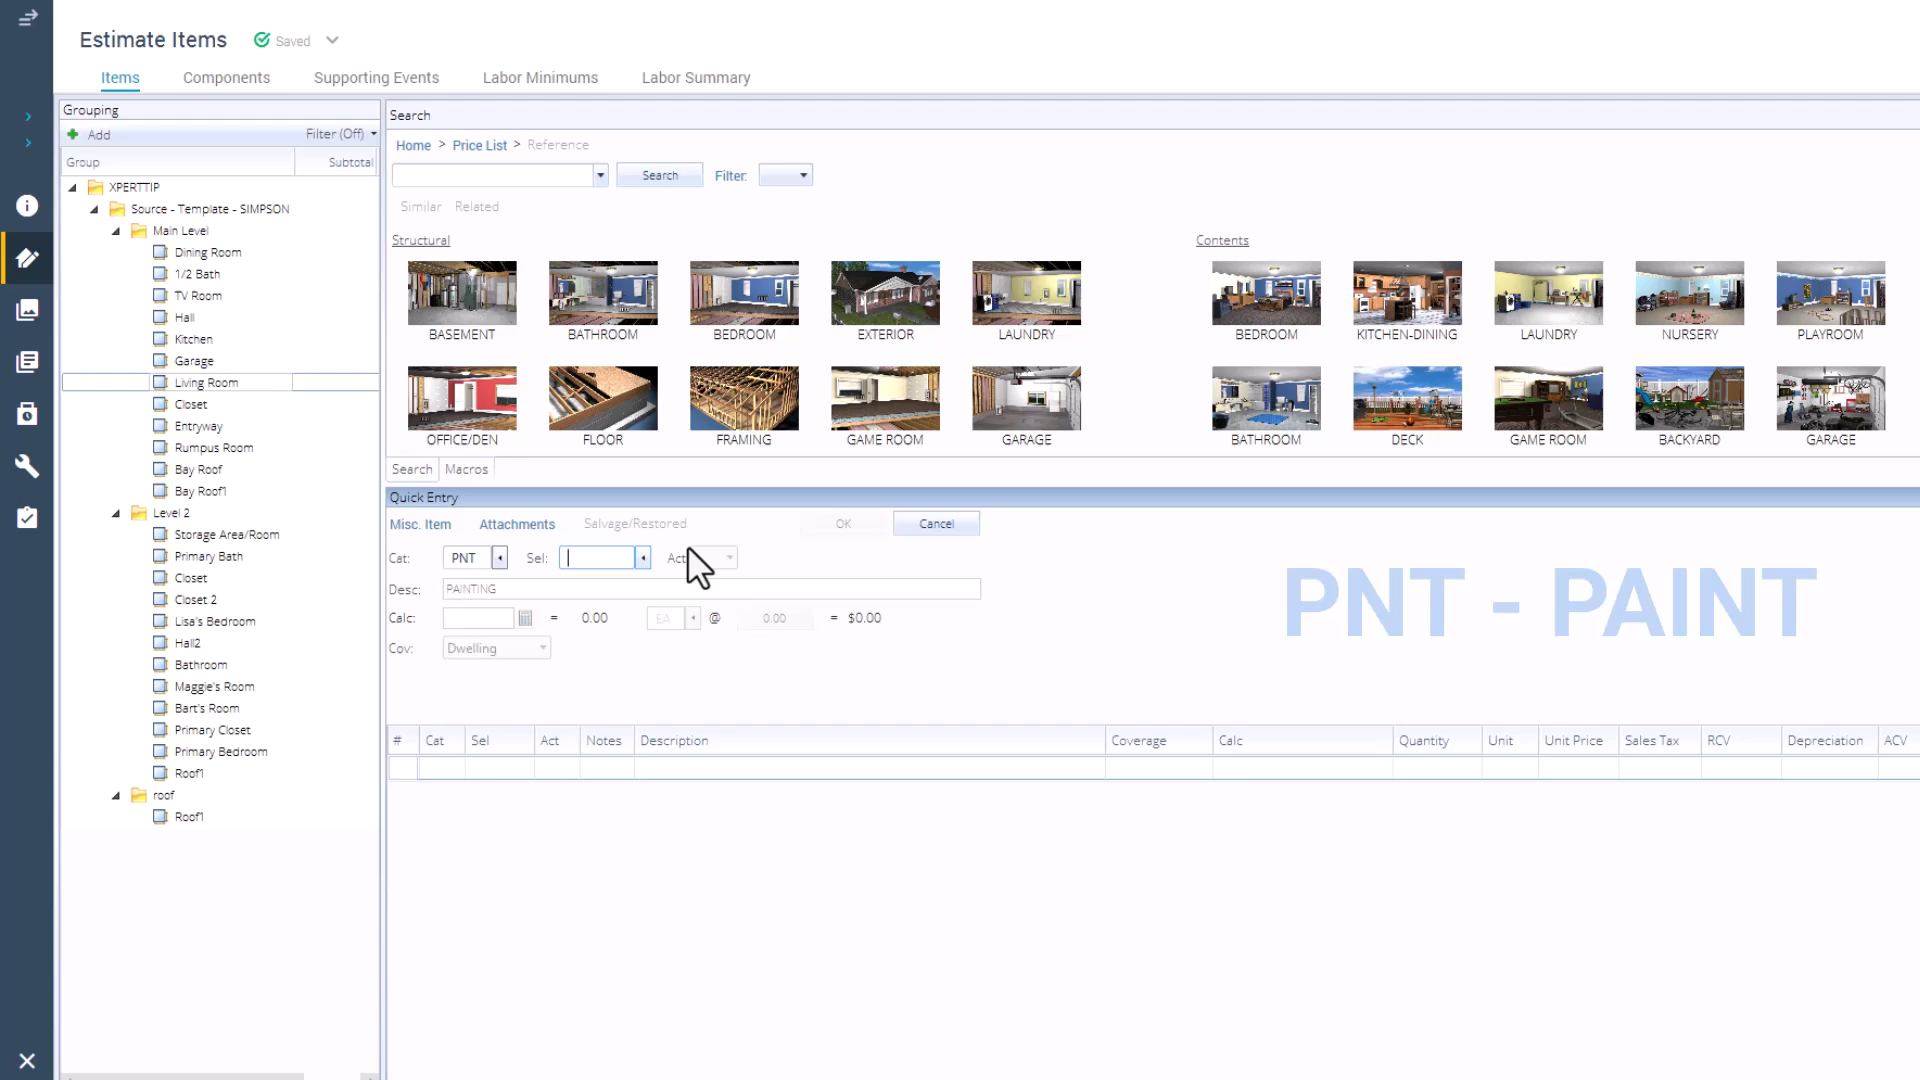 Estimate Items Saved
Items Components Supporting Events Labor Minimums Labor Summary
Grouping
Add Filter (Off)
Group Subtotal
XPERTTIP
Source - Template - SIMPSON
Main Level
Dining Room
1/2 Bath
TV Room
Hall
Kitchen
Garage
Living Room
Closet
Entryway
Rumpus Room
Bay Roof
Bay Roof1
Level 2
Storage Area/Room
Primary Bath
Closet
Closet 2
Lisa's Bedroom
Hall2
Bathroom
Maggie's Room
Bart's Room
Primary Closet
Primary Bedroom
Roof1
roof
Roof1
Search
Home > Price List > Reference
Search Filter:
Similar Related
Structural
BASEMENT BATHROOM BEDROOM EXTERIOR LAUNDRY
OFFICE/DEN FLOOR FRAMING GAME ROOM GARAGE
Contents
BEDROOM KITCHEN-DINING LAUNDRY NURSERY PLAYROOM
BATHROOM DECK GAME ROOM BACKYARD GARAGE
Search Macros
Quick Entry
Misc. Item Attachments Salvage/Restored OK Cancel
Cat: PNT Sel: Act
Desc: PAINTING
Calc: = 0.00 EA @ 0.00 = $0.00
Cov: Dwelling
PNT - PAINT
# Cat Sel Act Notes Description Coverage Calc Quantity Unit Unit Price Sales Tax RCV Depreciation ACV